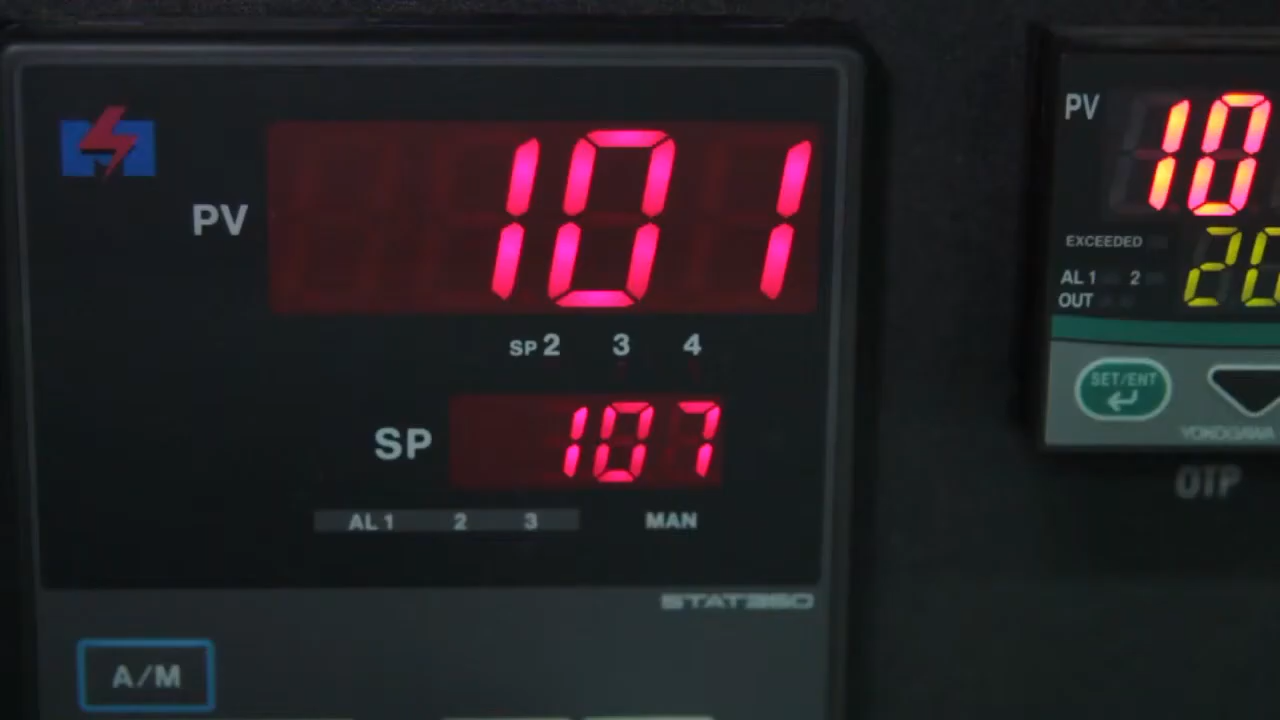 PV 101
SP 2 3 4
SP 107
AL 1 2 3 MAN
STAT350
A/M
PV 10
EXCEEDED
20
AL 1 2
OUT
SET/ENT
YOKOGAWA
OTP